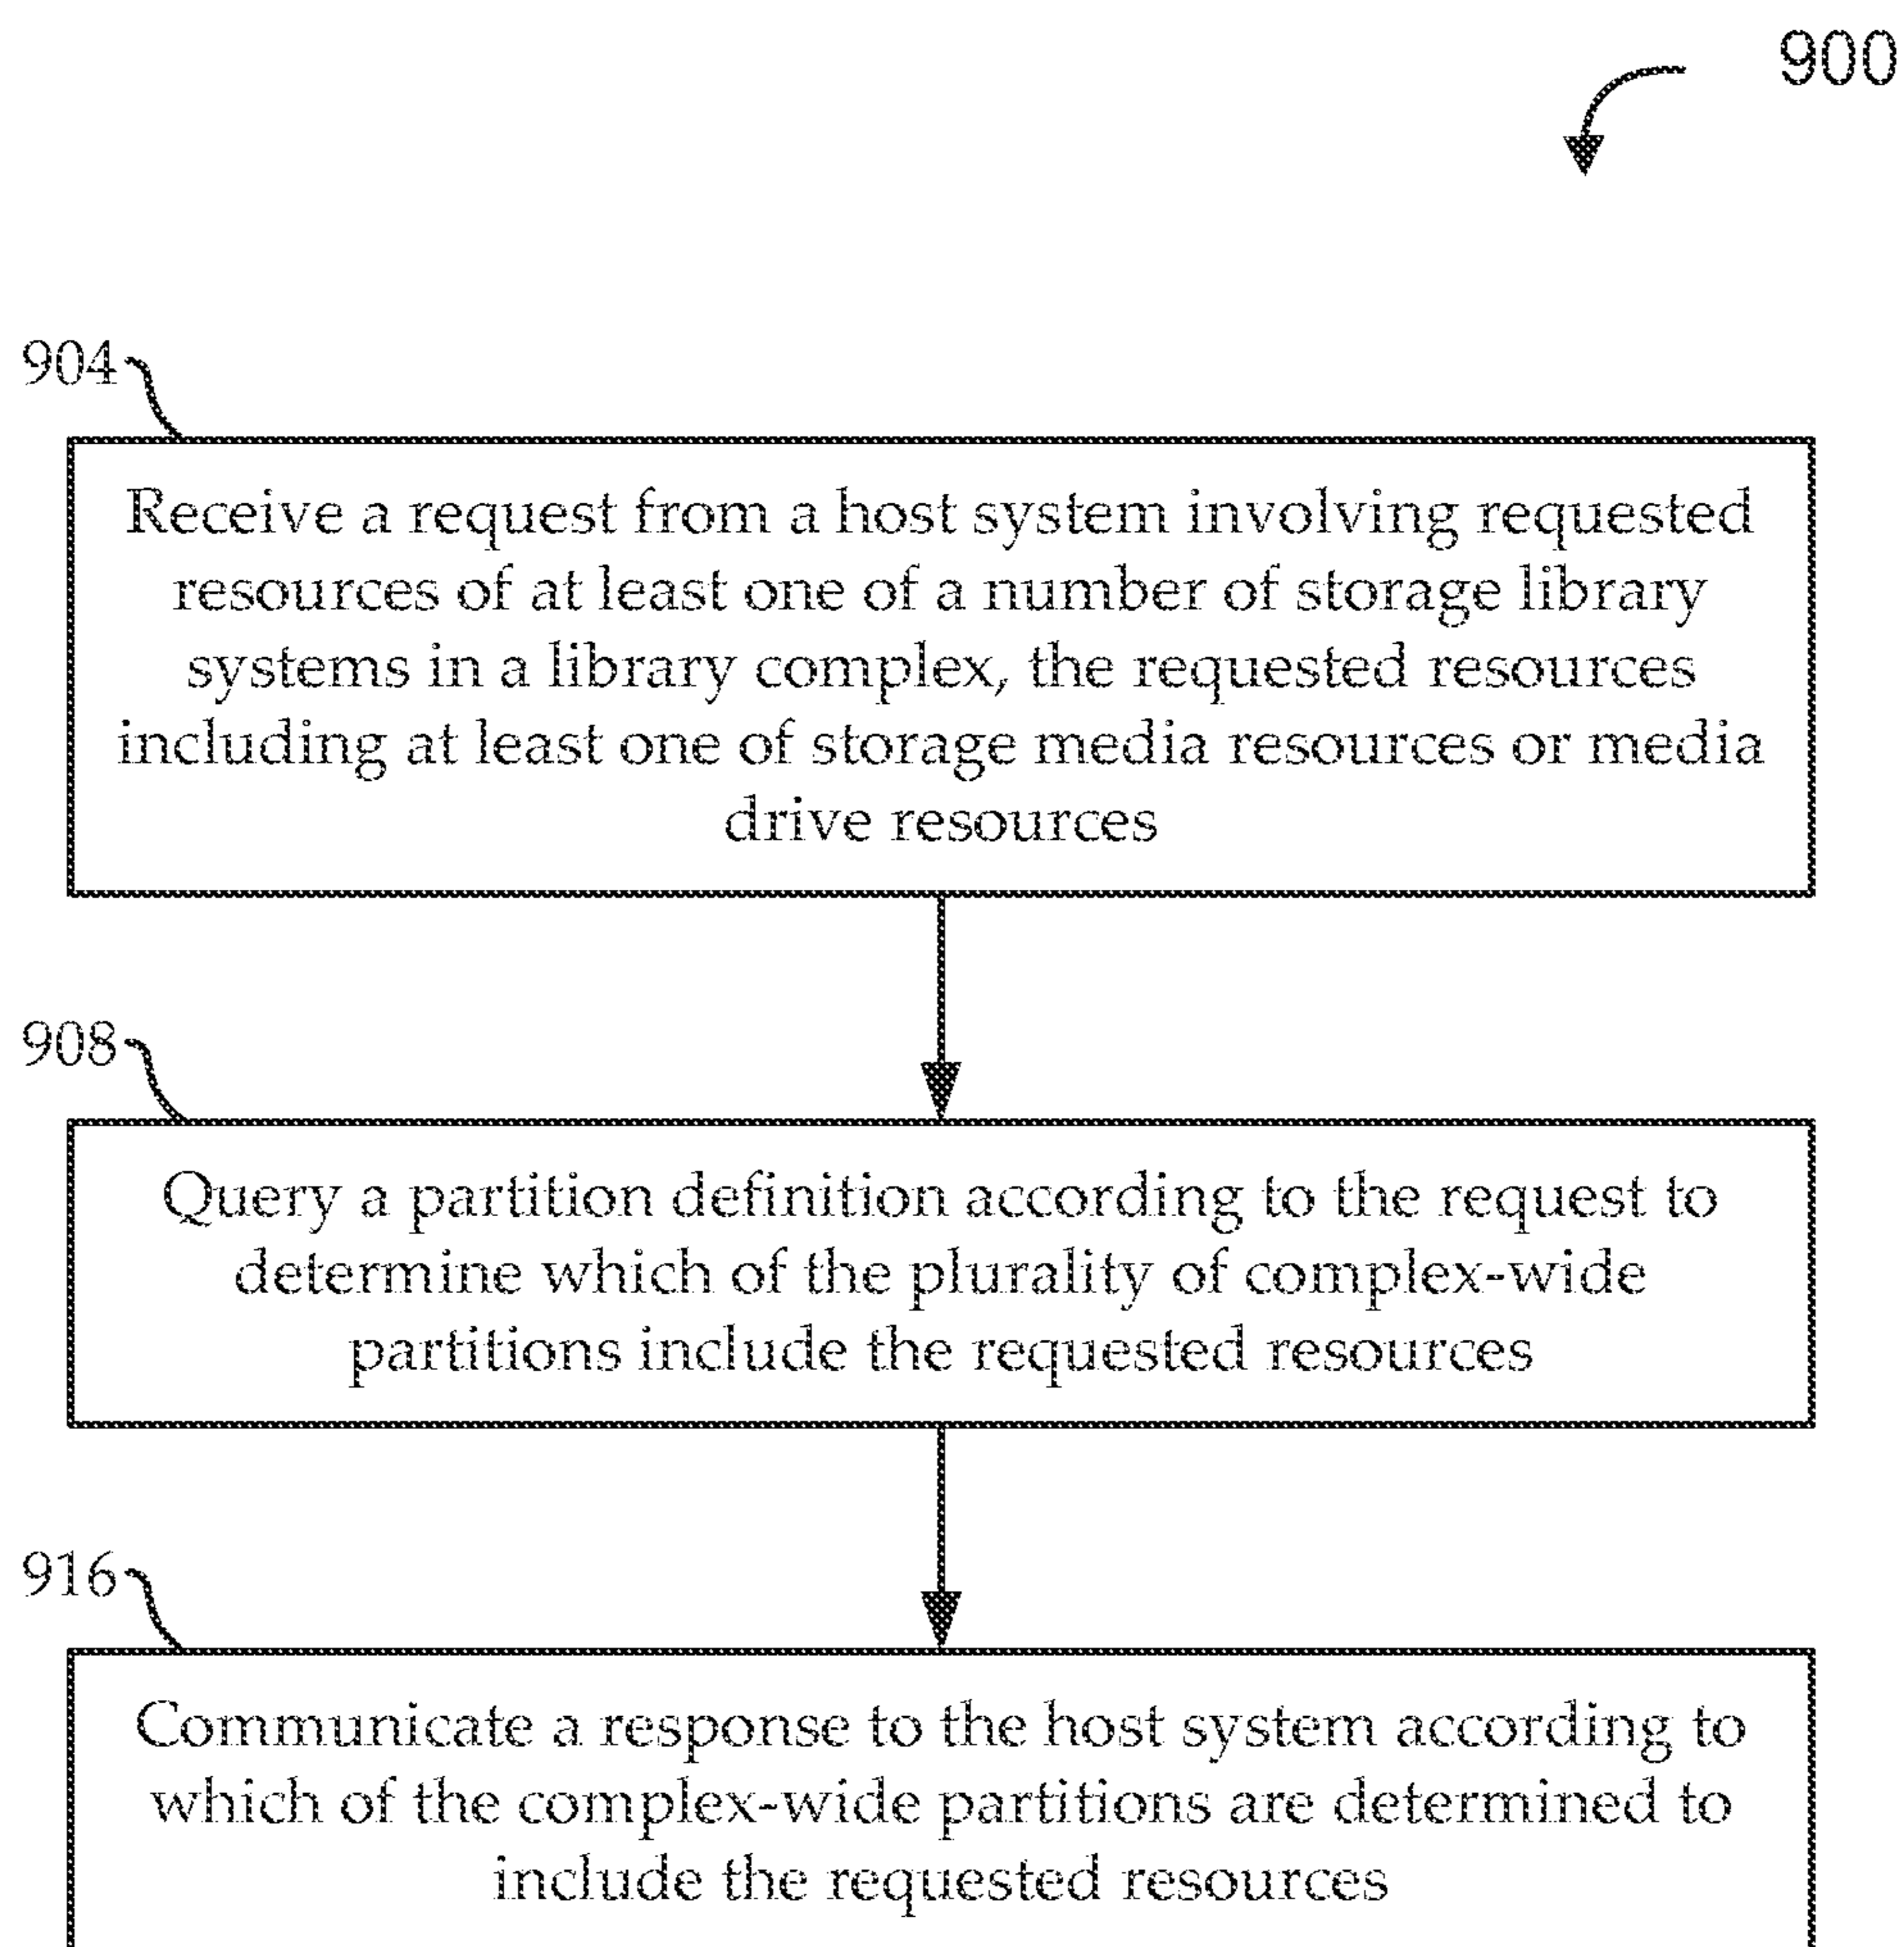 900
904
Receive a request from a host system involving requested
resources of at least one of a number of storage library
systems in a library complex, the requested resources
including at least one of storage media resources or media
drive resources
908
Query a partition definition according to the request to
determine which of the plurality of complex-wide
partitions include the requested resources
916
Communicate a response to the host system according to
which of the complex-wide partitions are determined to
include the requested resources